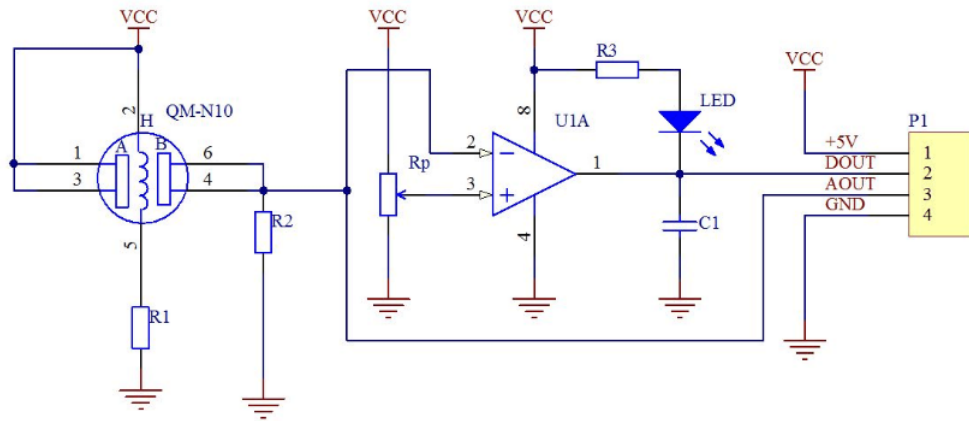 VCC
VCC
VCC
R3
VCC
2
QM-N10
H
8
U1A
LED
P1
A
B
1
6
2
Rp
1
+5V
1
3
4
3
DOUT
2
AOUT
3
GND
4
R2
5
4
C1
R1